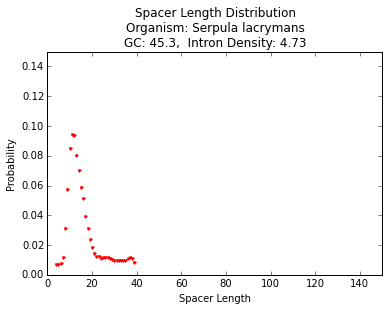 Spacer Length Distribution
Organism: Serpula lacrymans
GC: 45.3,  Intron Density: 4.73
0.14
0.12
0.10
0.08
0.06
0.04
0.02
0.00
Probability
0 20 40 60 80 100 120 140
Spacer Length